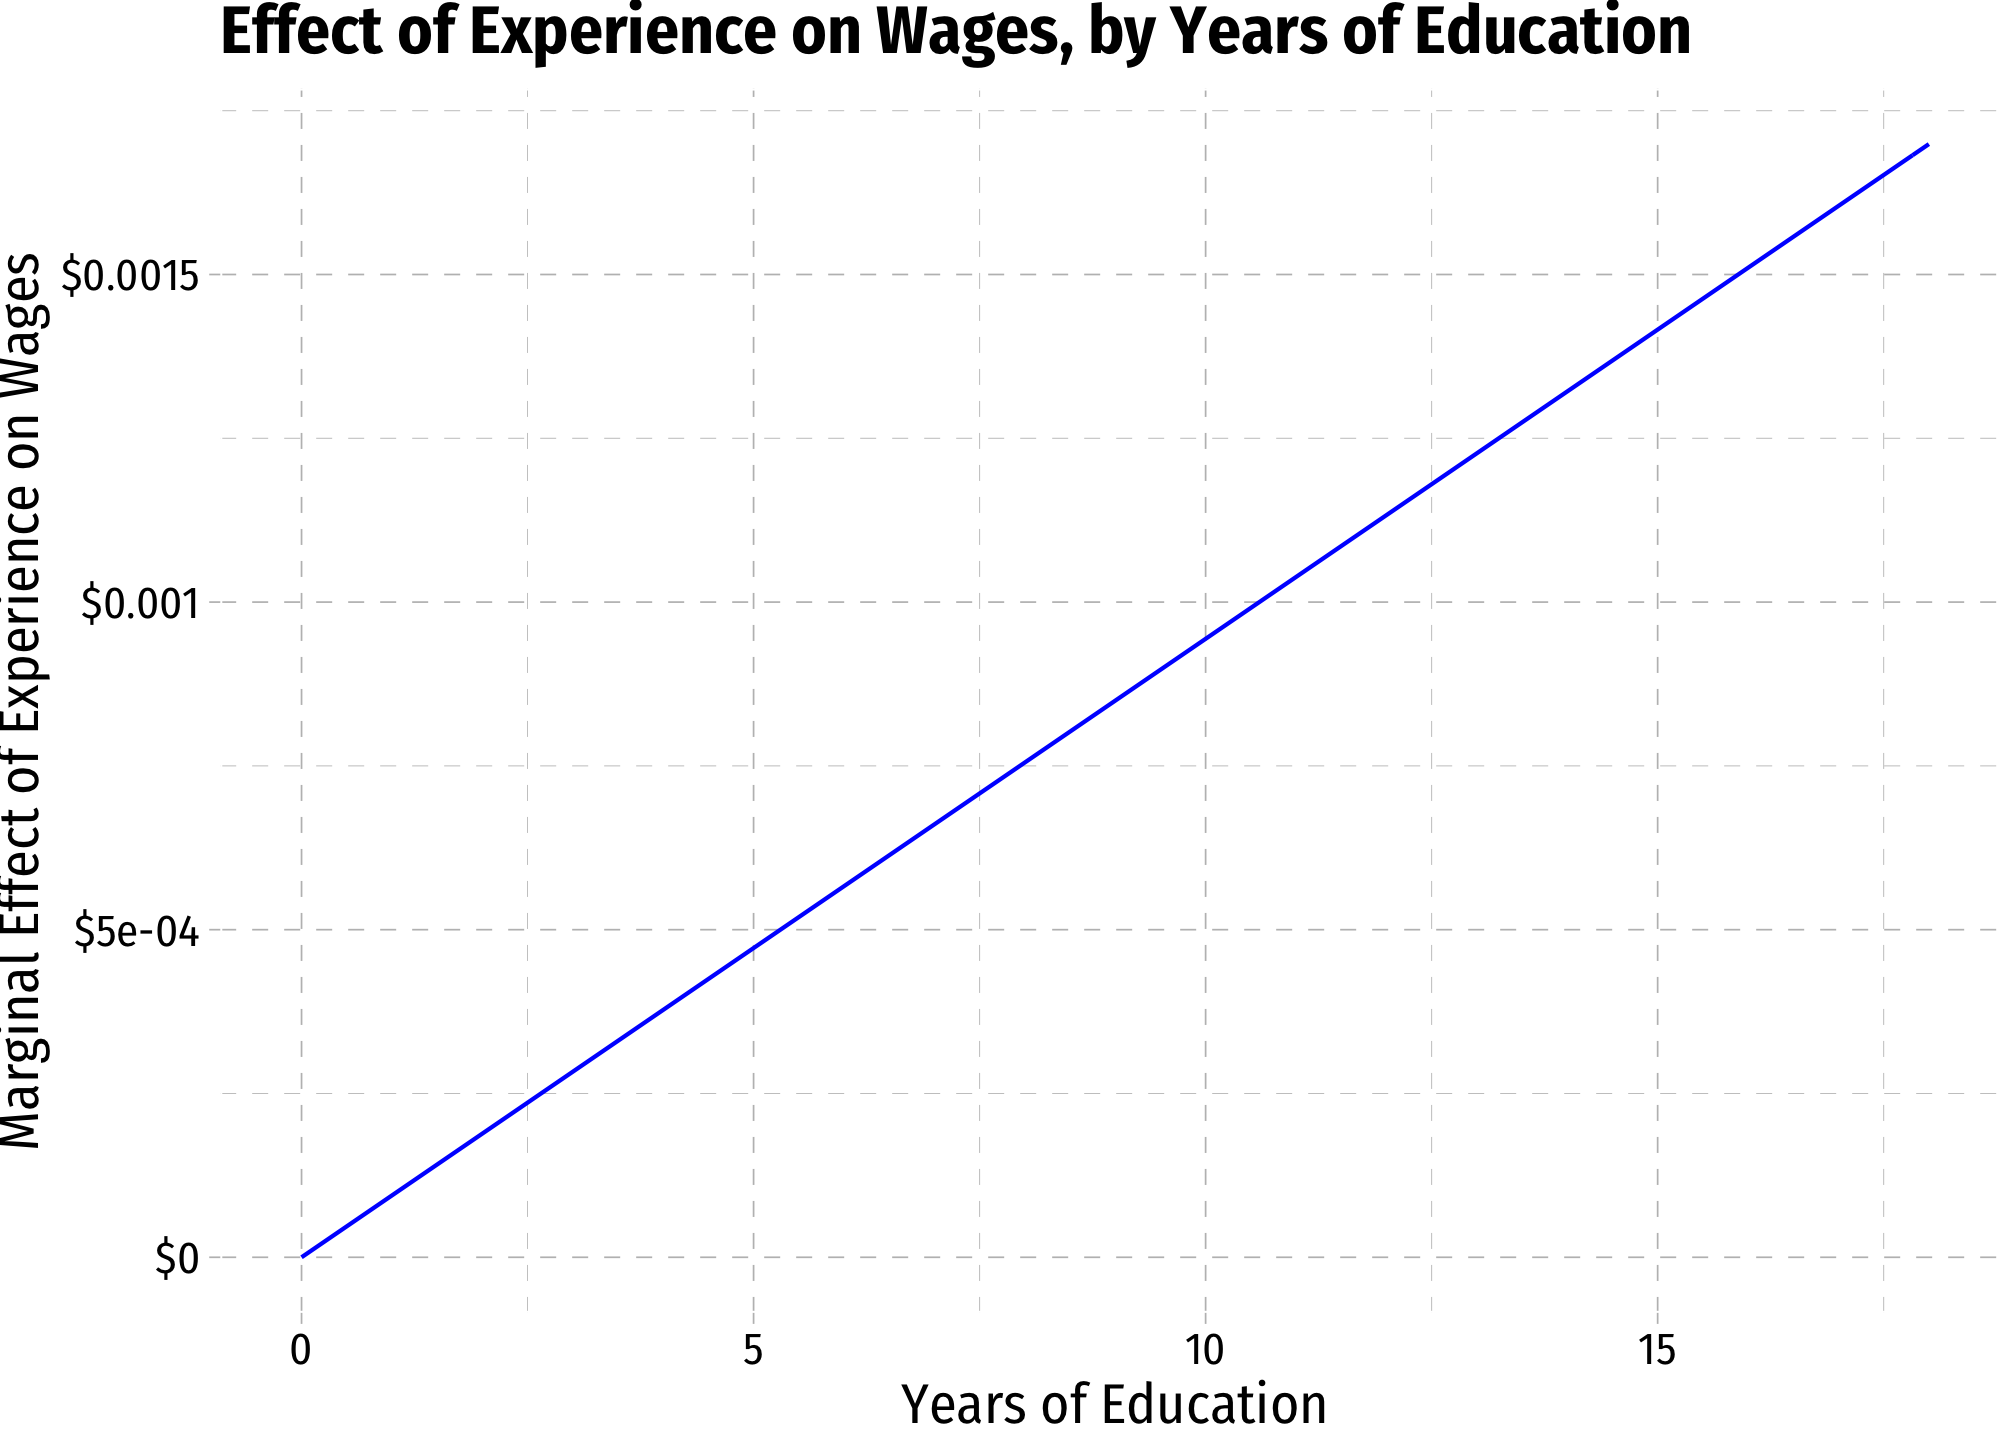 Effect of Experience on Wages, by Years of Education
Marginal Effect of Experience on Wages
$0.0015
$0.001
$5e-04
$0
0 5 10 15
Years of Education